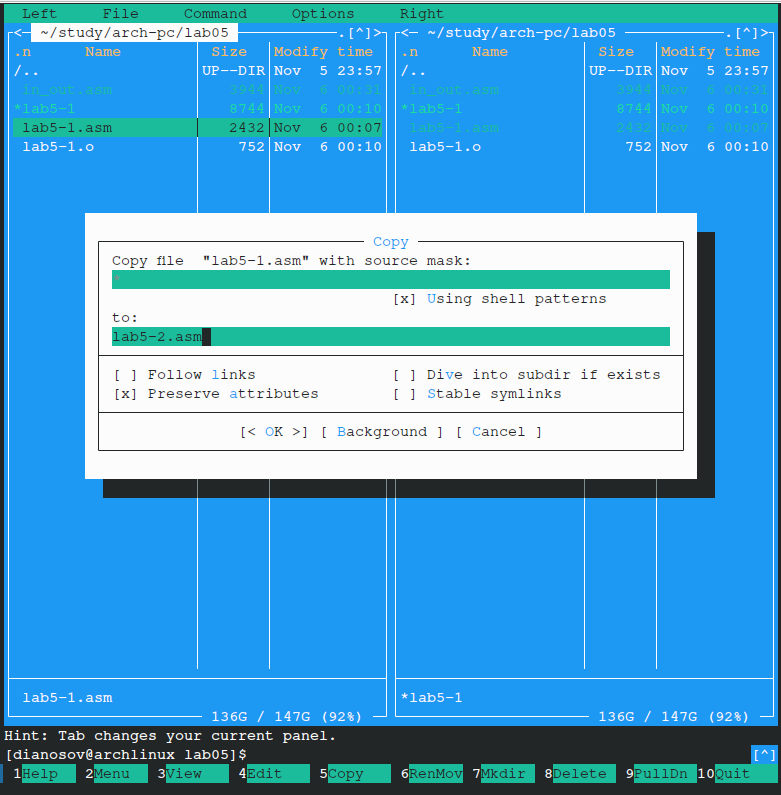 Left File Command Options Right
<─ ~/study/arch-pc/lab05 .[^]> <─ ~/study/arch-pc/lab05 .[^]>
.n Name Size Modify time .n Name Size Modify time
/.. UP--DIR Nov 5 23:57 /.. UP--DIR Nov 5 23:57
in_out.asm 3944 Nov 6 00:31 in_out.asm 3944 Nov 6 00:31
*lab5-1 8744 Nov 6 00:10 *lab5-1 8744 Nov 6 00:10
lab5-1.asm 2432 Nov 6 00:07 lab5-1.asm 2432 Nov 6 00:07
lab5-1.o 752 Nov 6 00:10 lab5-1.o 752 Nov 6 00:10
Copy
Copy file "lab5-1.asm" with source mask:
*
[x] Using shell patterns
to:
lab5-2.asm
[ ] Follow links [ ] Dive into subdir if exists
[x] Preserve attributes [ ] Stable symlinks
[< OK >] [ Background ] [ Cancel ]
lab5-1.asm *lab5-1
136G / 147G (92%) 136G / 147G (92%)
Hint: Tab changes your current panel.
[dianosov@archlinux lab05]$ [^]
1Help 2Menu 3View 4Edit 5Copy 6RenMov 7Mkdir 8Delete 9PullDn 10Quit